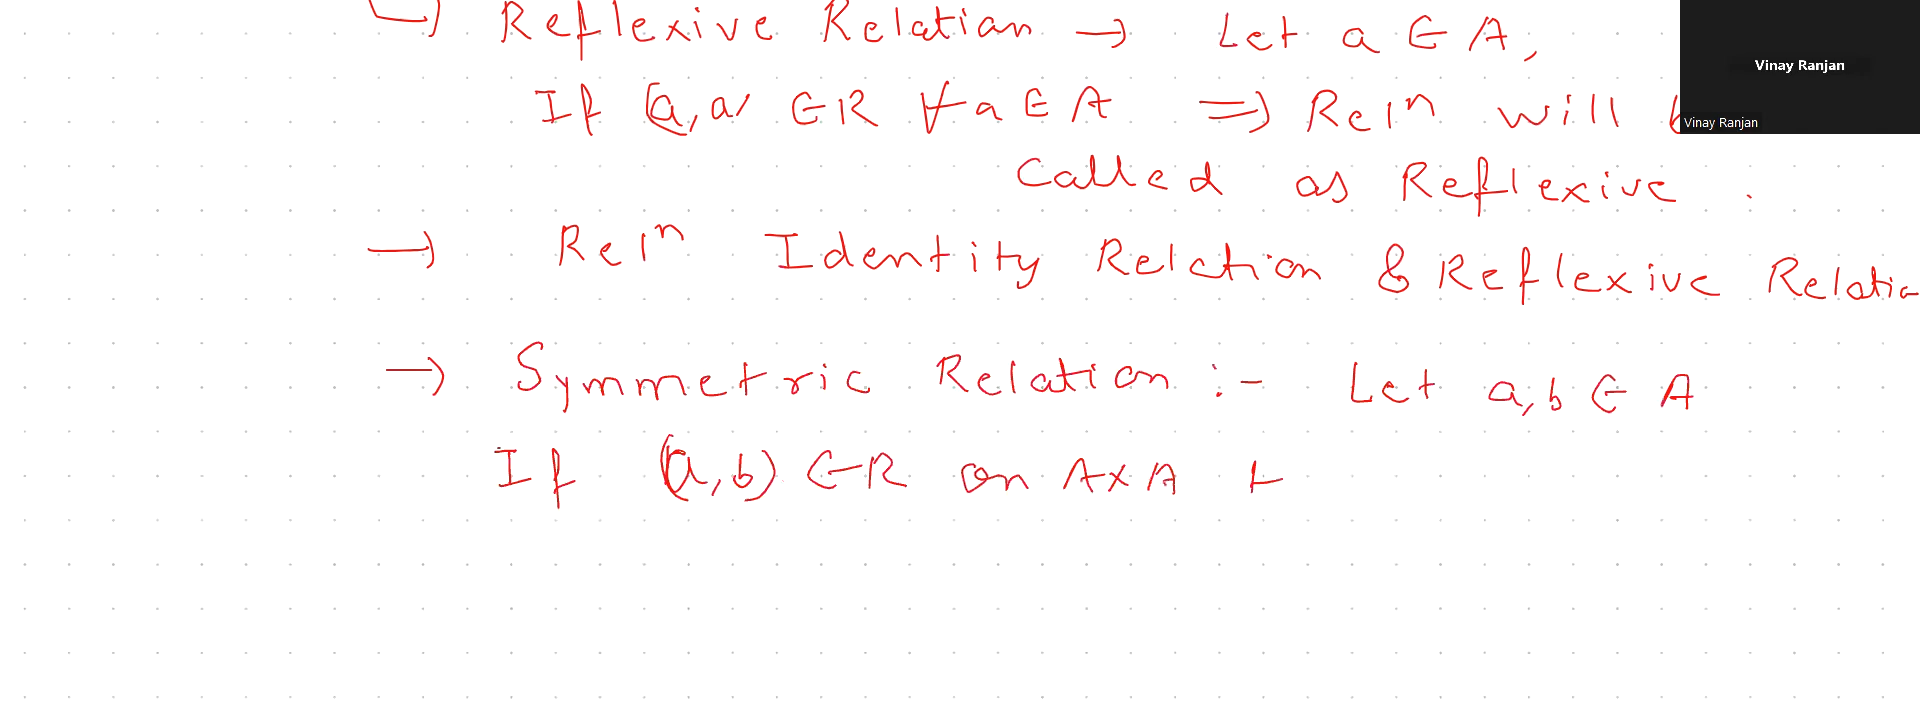 Reflexive Relation → Let a ∈ A,
Vinay Ranjan
If (a, a) ∈ R ∀ a ∈ A ⇒ Relⁿ will
Vinay Ranjan
Called as Reflexive.
→ Relⁿ Identity Relation & Reflexive Relatio
→ Symmetric Relation :- Let a, b ∈ A
If (a, b) ∈ R on A×A